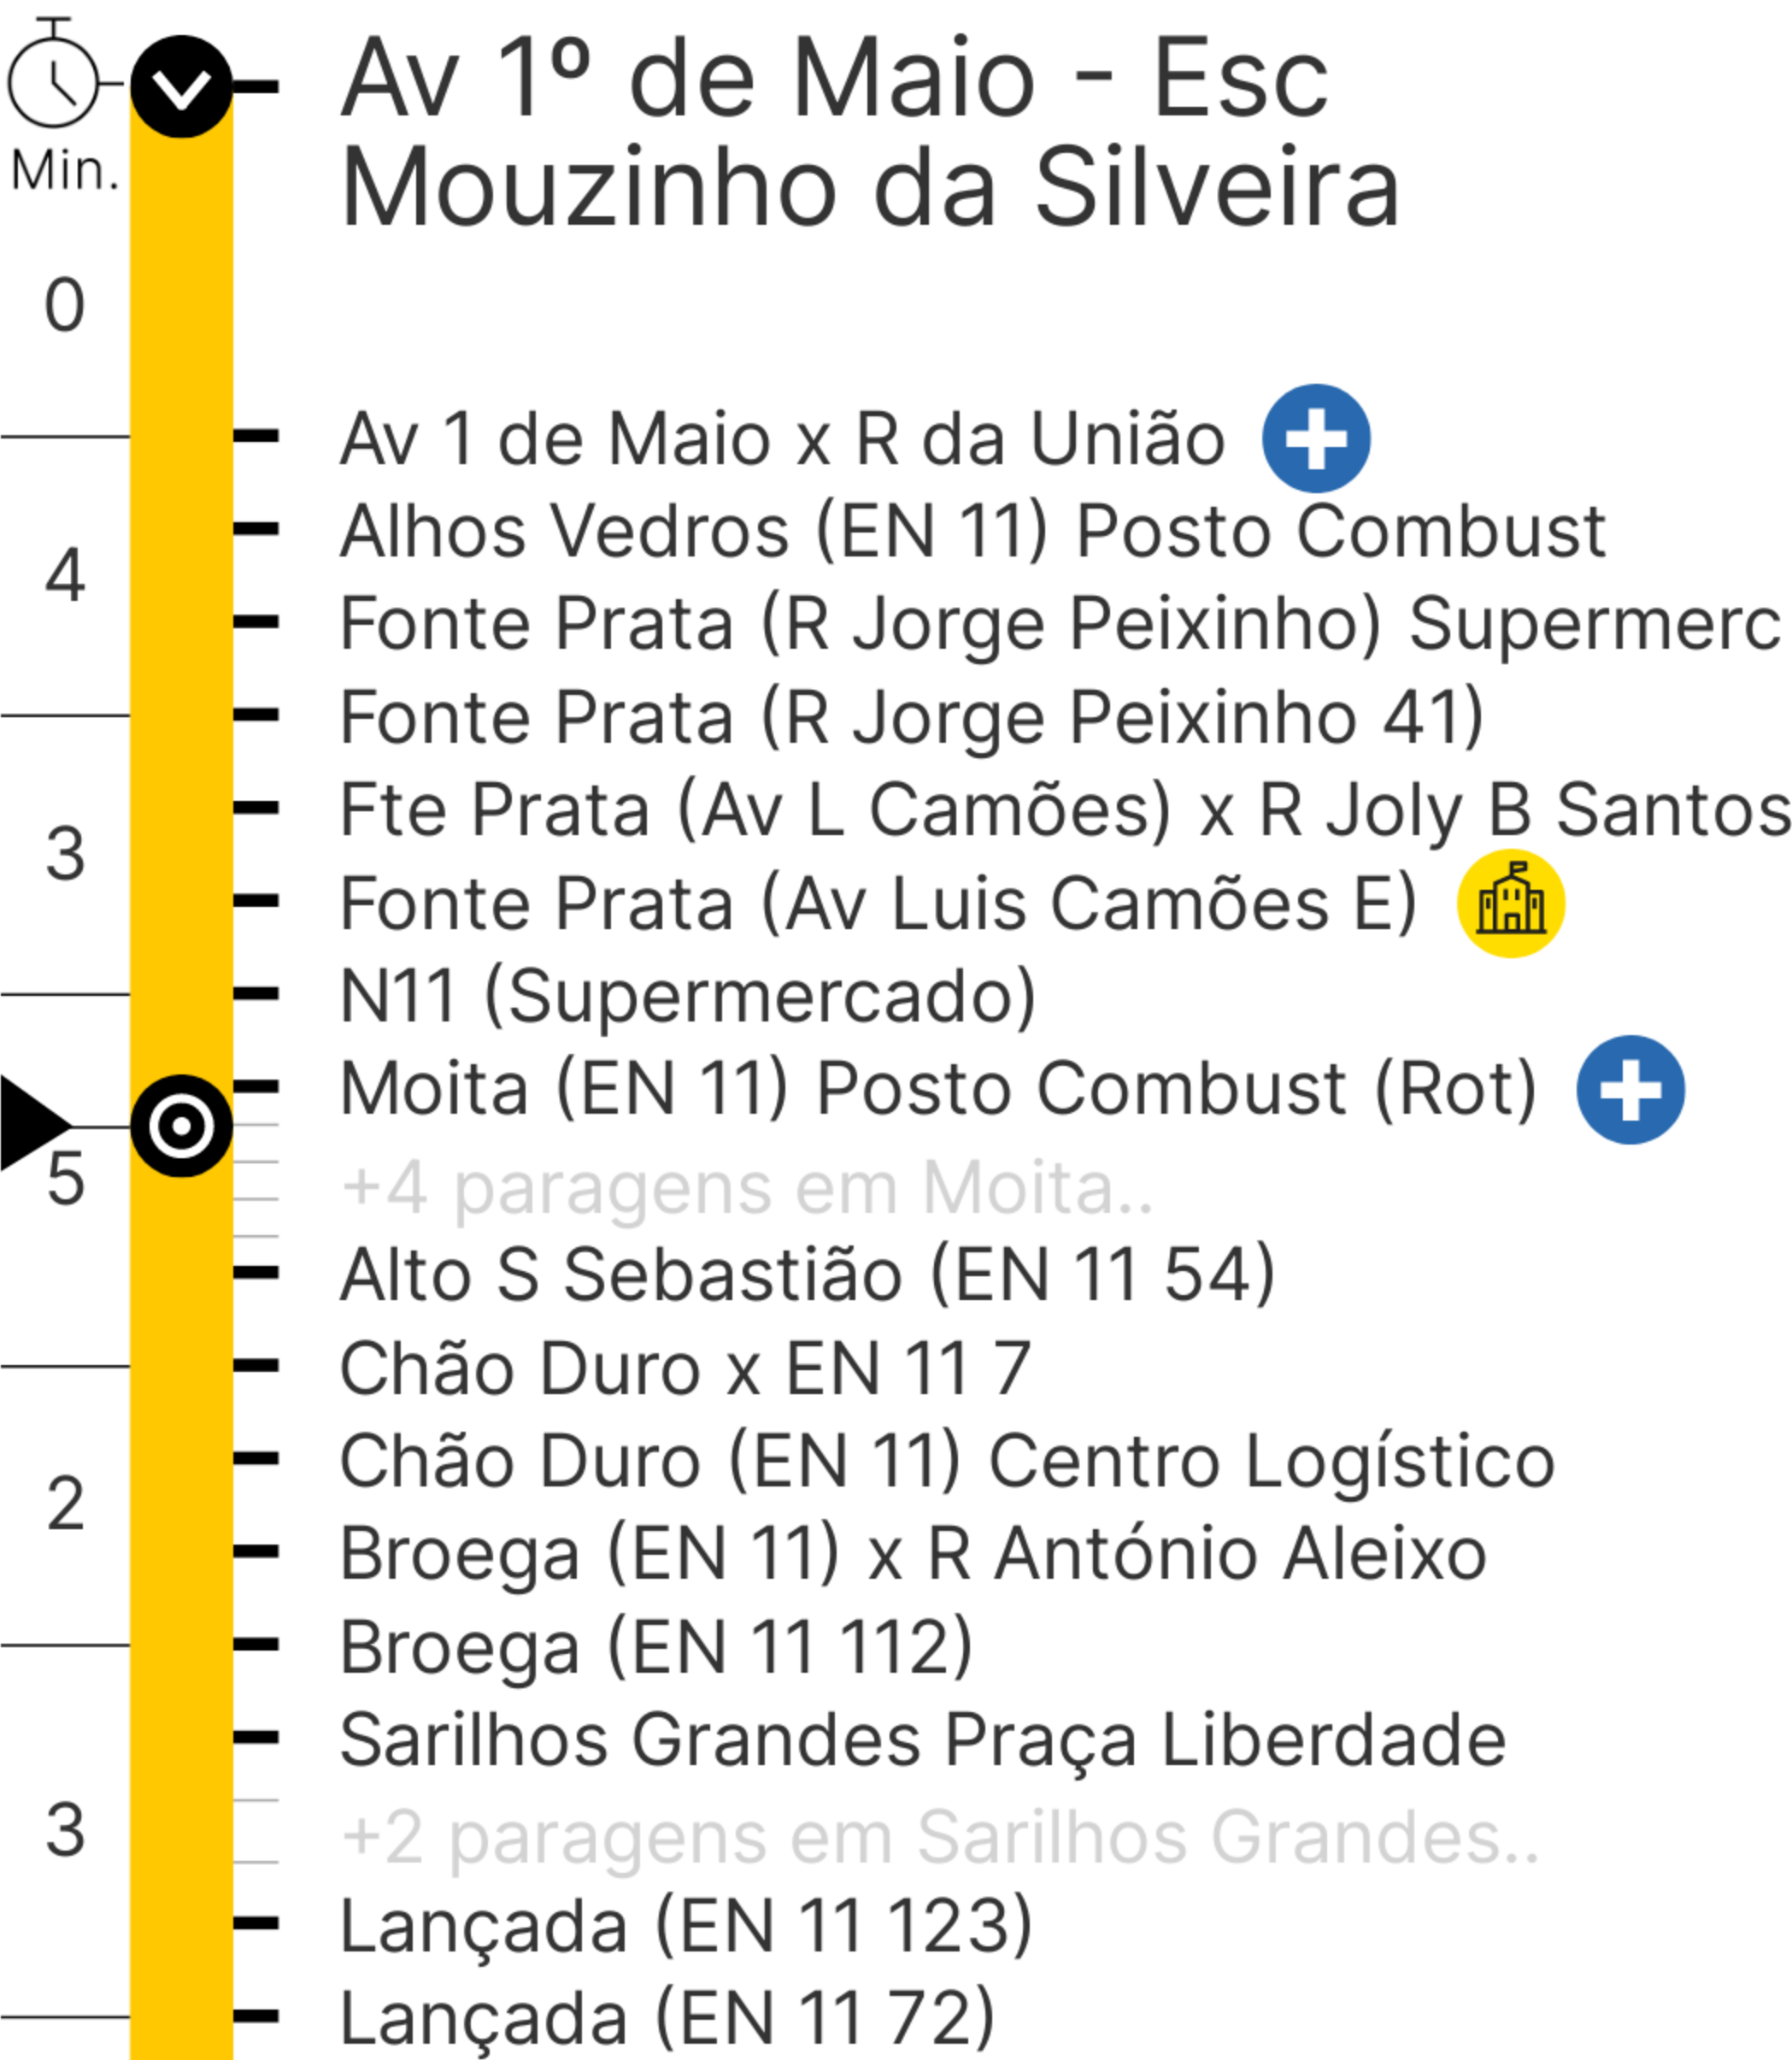 Av 1º de Maio - Esc
Mouzinho da Silveira
Min.
0
Av 1 de Maio x R da União
Alhos Vedros (EN 11) Posto Combust
4
Fonte Prata (R Jorge Peixinho) Supermerc
Fonte Prata (R Jorge Peixinho 41)
Fte Prata (Av L Camões) x R Joly B Santos
3
Fonte Prata (Av Luis Camões E)
N11 (Supermercado)
Moita (EN 11) Posto Combust (Rot)
5
+4 paragens em Moita..
Alto S Sebastião (EN 11 54)
Chão Duro x EN 11 7
Chão Duro (EN 11) Centro Logístico
2
Broega (EN 11) x R António Aleixo
Broega (EN 11 112)
Sarilhos Grandes Praça Liberdade
3
+2 paragens em Sarilhos Grandes..
Lançada (EN 11 123)
Lançada (EN 11 72)